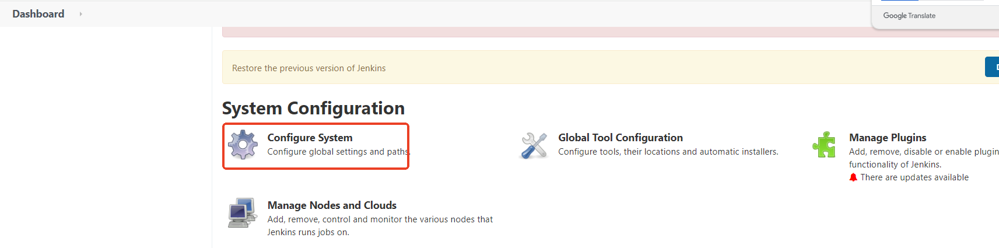 Dashboard
Google Translate
Restore the previous version of Jenkins
System Configuration
Configure System
Configure global settings and paths.
Global Tool Configuration
Configure tools, their locations and automatic installers.
Manage Plugins
Add, remove, disable or enable plugin
functionality of Jenkins.
There are updates available
Manage Nodes and Clouds
Add, remove, control and monitor the various nodes that
Jenkins runs jobs on.